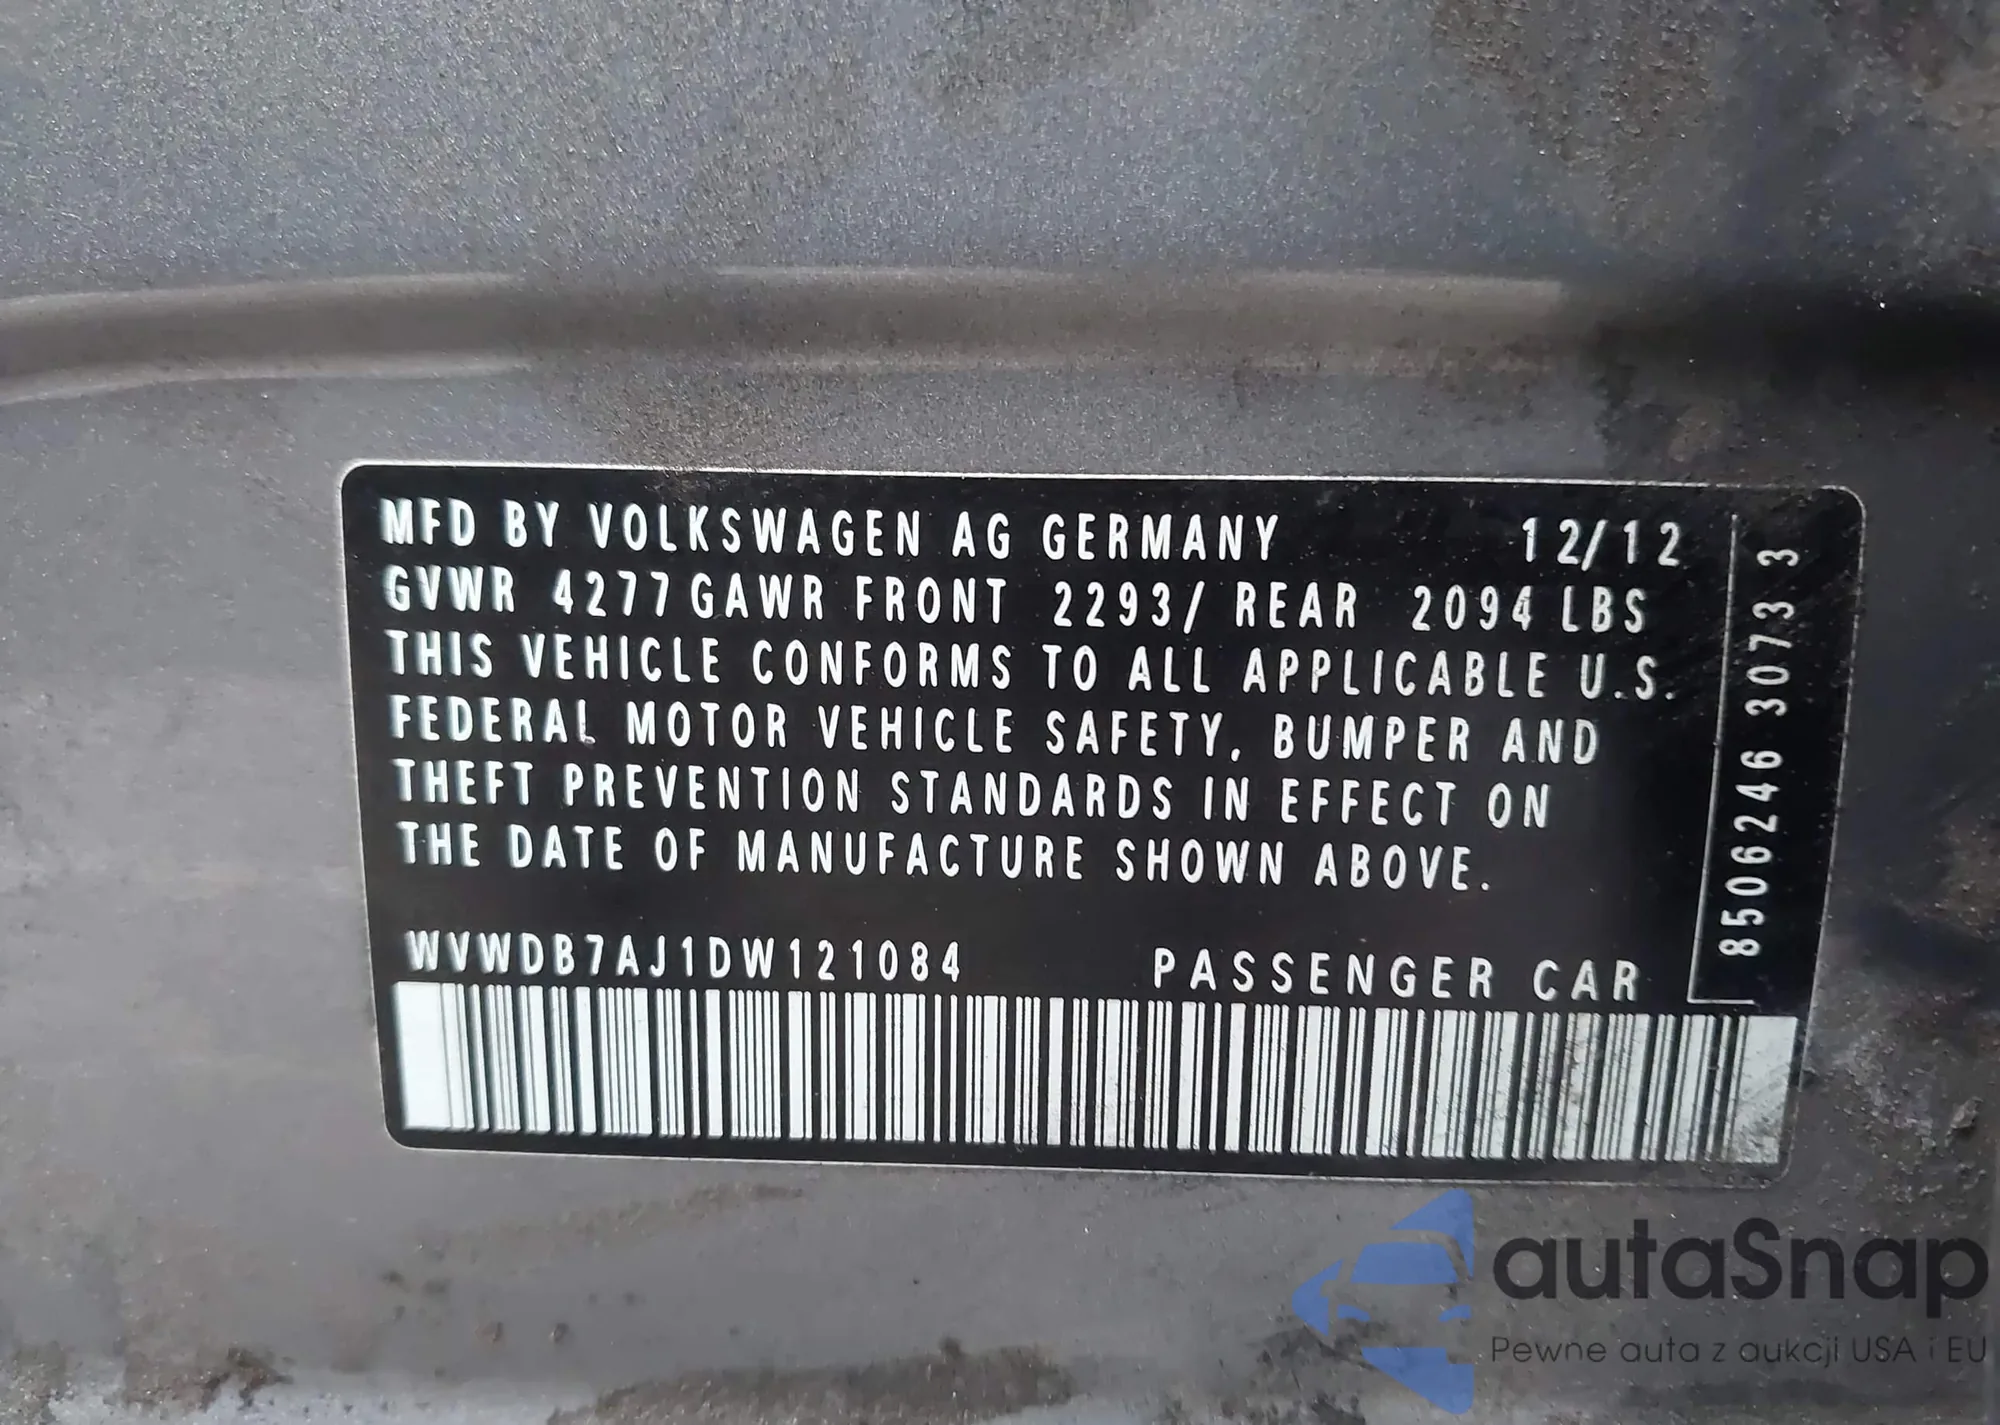 MFD BY VOLKSWAGEN AG GERMANY 12/12
GVWR 4277 GAWR FRONT 2293/ REAR 2094 LBS
THIS VEHICLE CONFORMS TO ALL APPLICABLE U.S.
FEDERAL MOTOR VEHICLE SAFETY, BUMPER AND
THEFT PREVENTION STANDARDS IN EFFECT ON
THE DATE OF MANUFACTURE SHOWN ABOVE.
WVWDB7AJ1DW121084 PASSENGER CAR
8506246 3073 3
autaSnap
Pewne auta z aukcji USA i EU